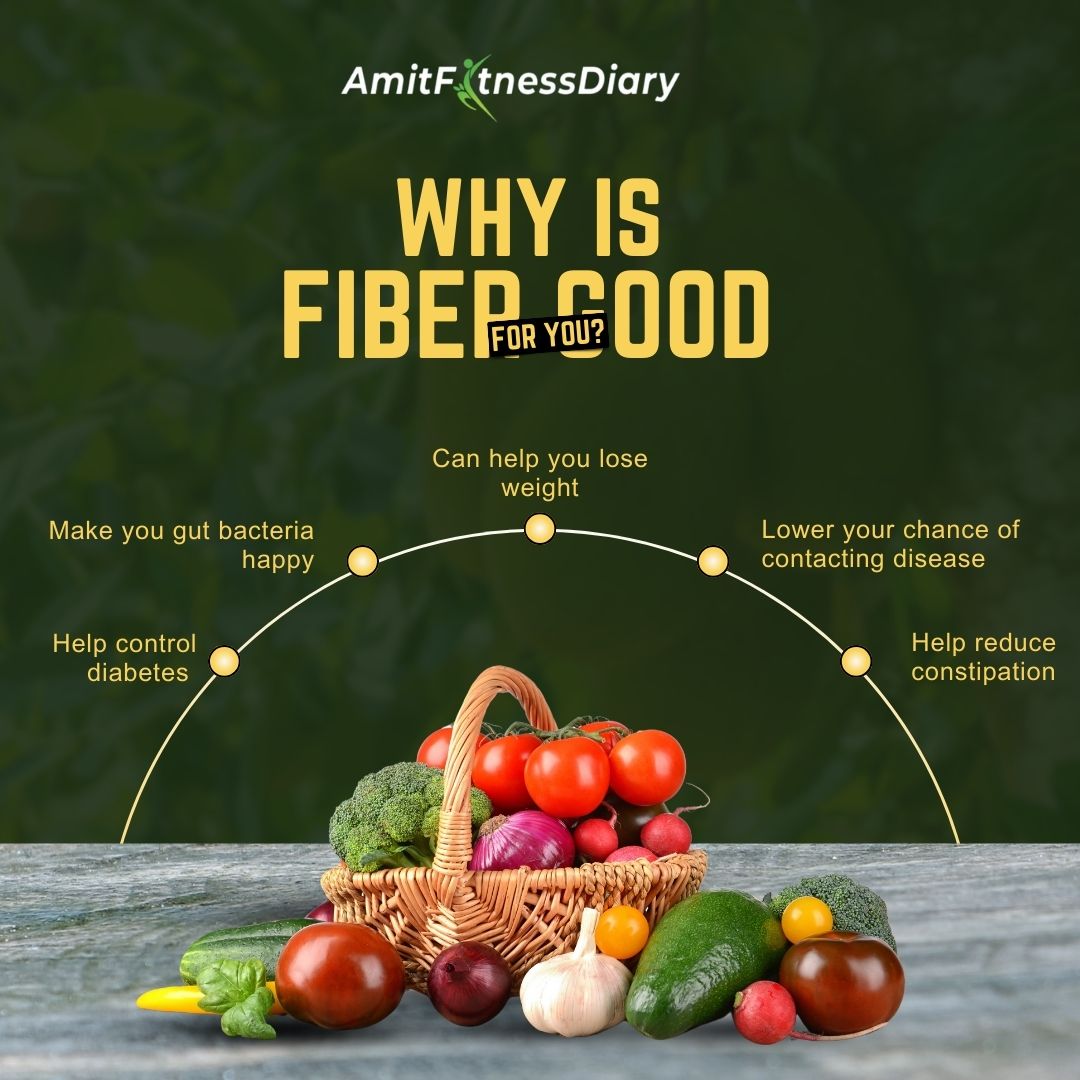 AmitFitnessDiary
WHY IS
FIBER GOOD
FOR YOU?
Can help you lose
weight
Make you gut bacteria
happy
Lower your chance of
contacting disease
Help control
diabetes
Help reduce
constipation